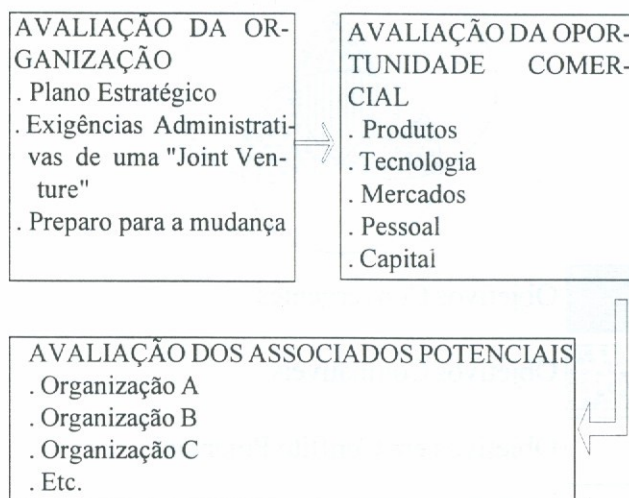 AVALIAÇÃO DA OR-
GANIZAÇÃO
. Plano Estratégico
. Exigências Administrati-
vas de uma "Joint Ven-
ture"
. Preparo para a mudança
AVALIAÇÃO DA OPOR-
TUNIDADE COMER-
CIAL
. Produtos
. Tecnologia
. Mercados
. Pessoal
. Capital
AVALIAÇÃO DOS ASSOCIADOS POTENCIAIS
. Organização A
. Organização B
. Organização C
. Etc.